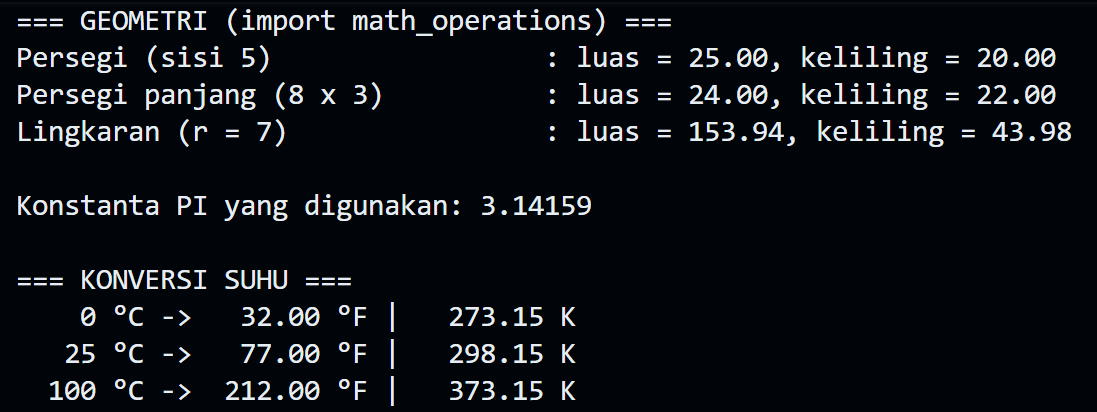 === GEOMETRI (import math_operations) ===
Persegi (sisi 5)                 : luas = 25.00, keliling = 20.00
Persegi panjang (8 x 3)          : luas = 24.00, keliling = 22.00
Lingkaran (r = 7)                : luas = 153.94, keliling = 43.98

Konstanta PI yang digunakan: 3.14159

=== KONVERSI SUHU ===
    0 °C ->   32.00 °F |   273.15 K
   25 °C ->   77.00 °F |   298.15 K
  100 °C ->  212.00 °F |   373.15 K